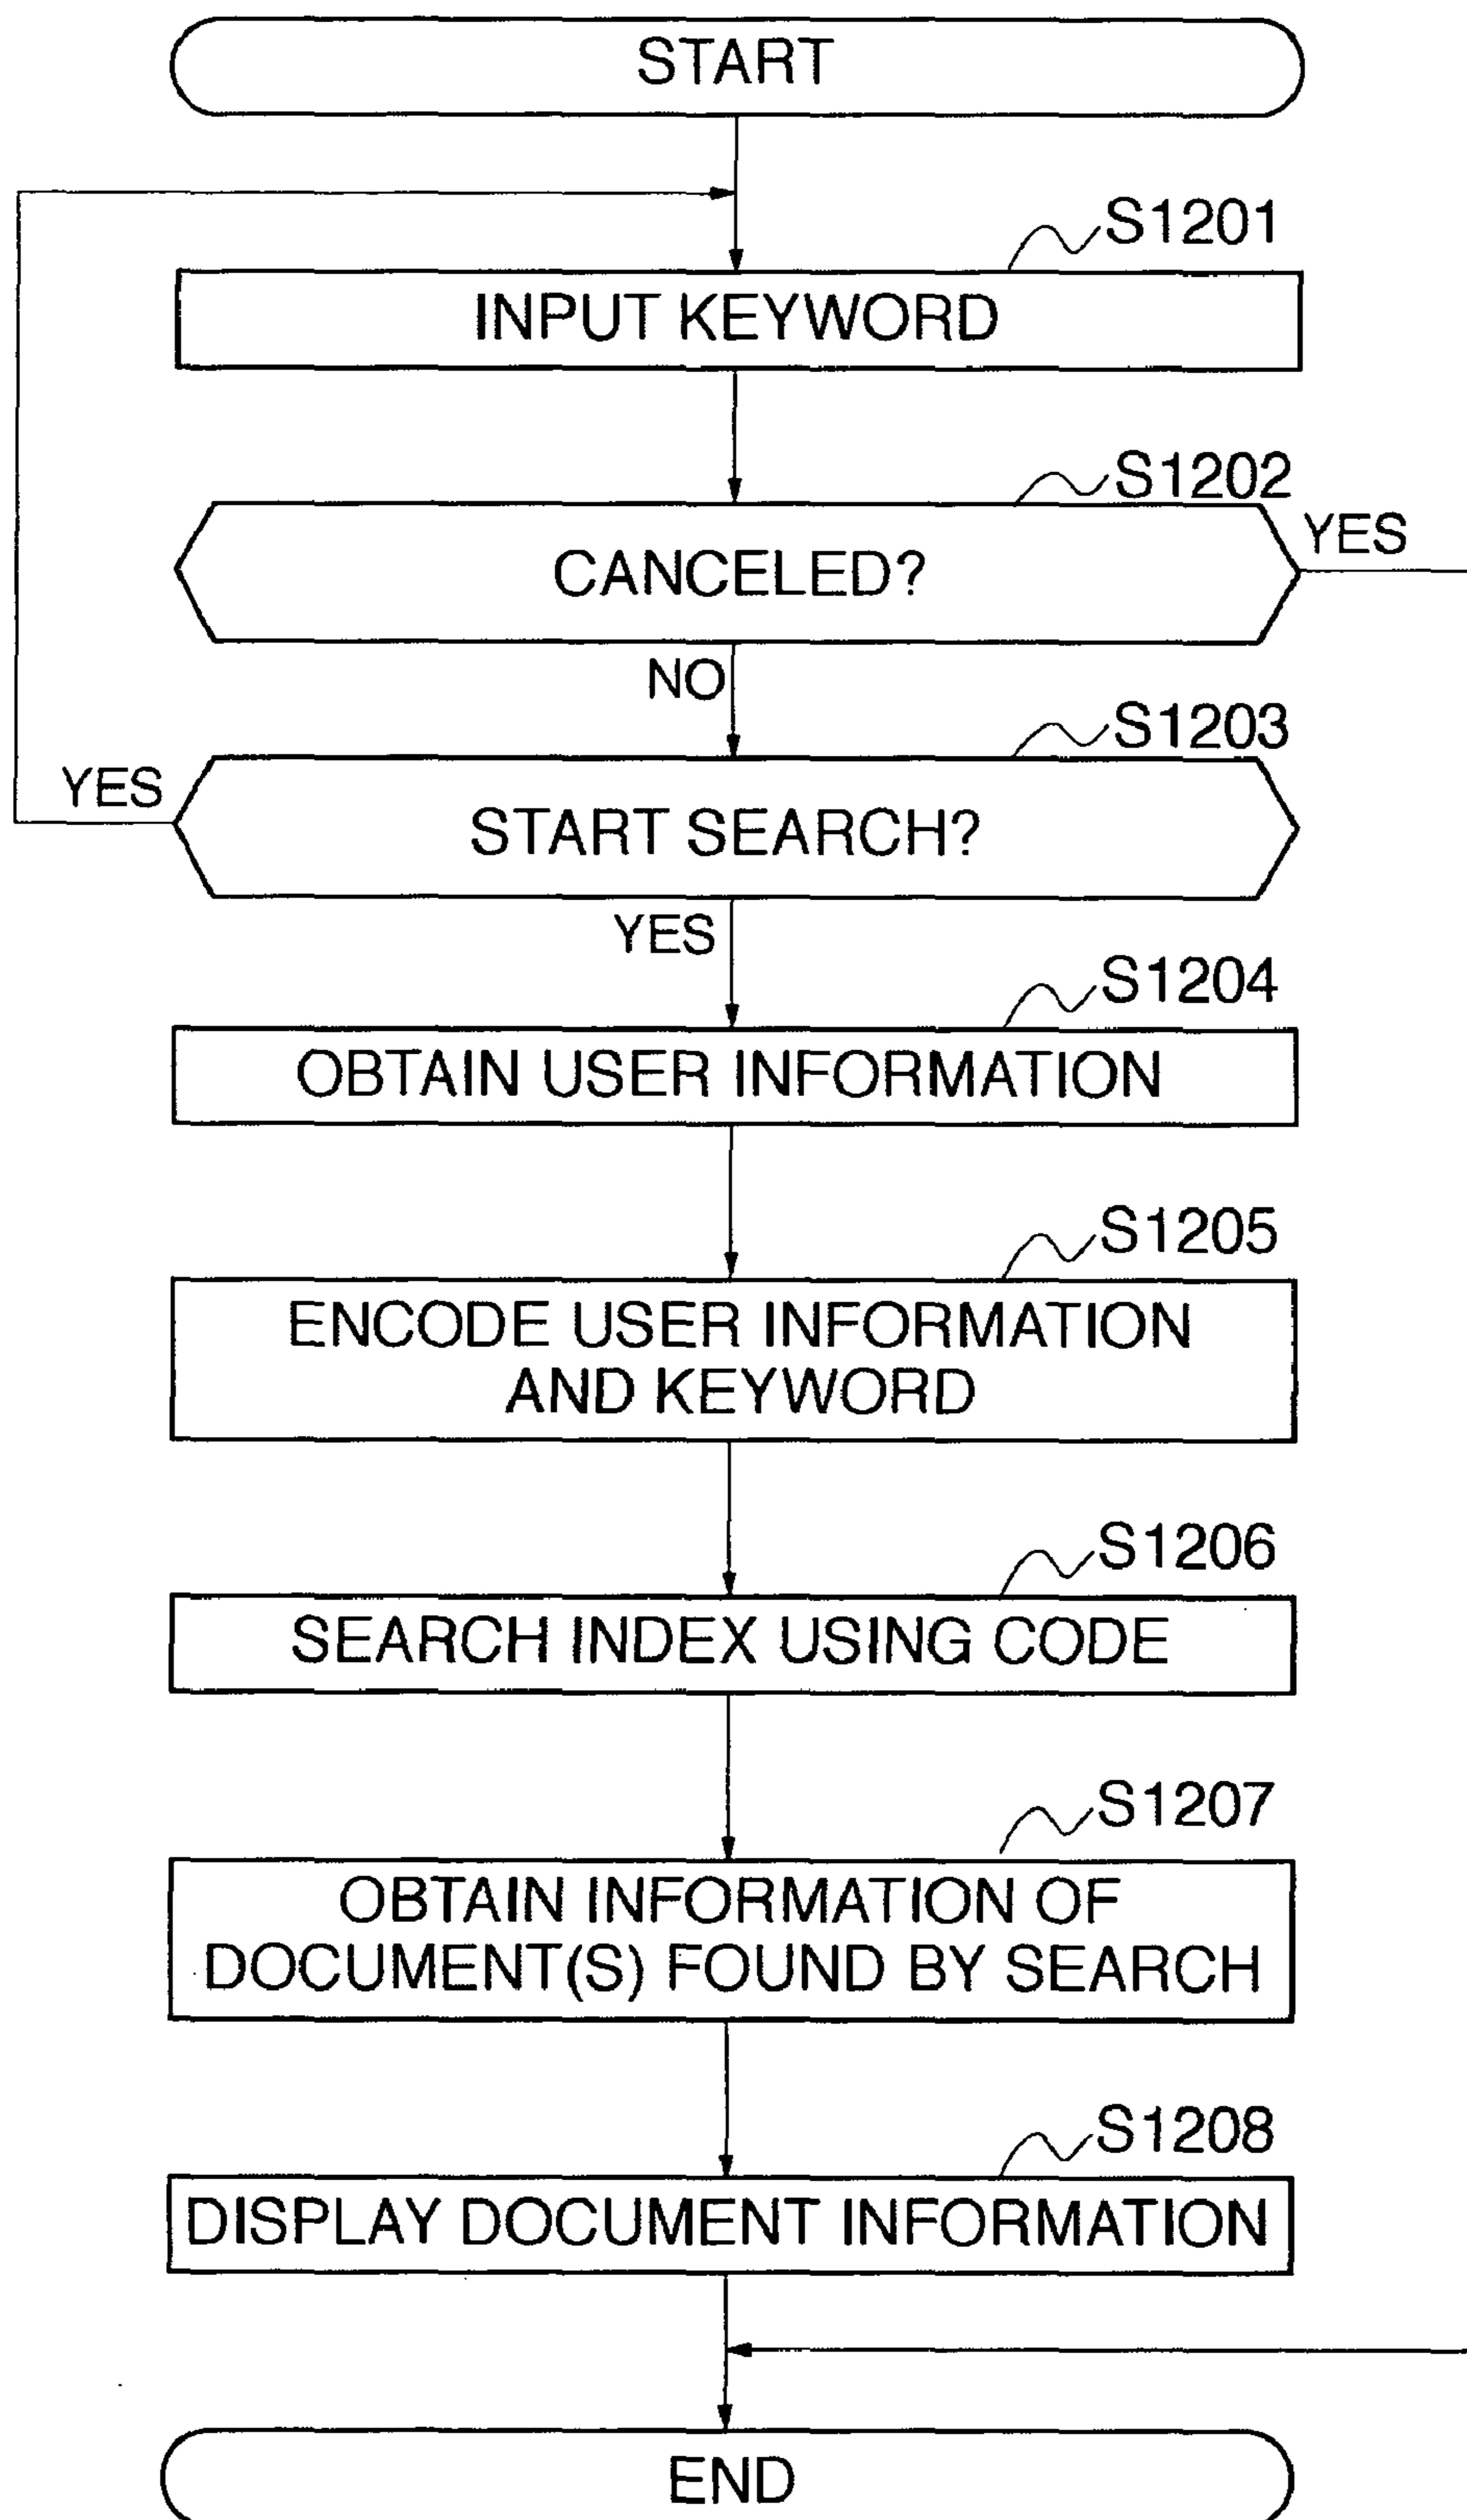 START
S1201
INPUT KEYWORD
S1202
YES
CANCELED?
NO
S1203
YES
START SEARCH?
YES
S1204
OBTAIN USER INFORMATION
S1205
ENCODE USER INFORMATION
AND KEYWORD
S1206
SEARCH INDEX USING CODE
S1207
OBTAIN INFORMATION OF
DOCUMENT(S) FOUND BY SEARCH
S1208
DISPLAY DOCUMENT INFORMATION
END